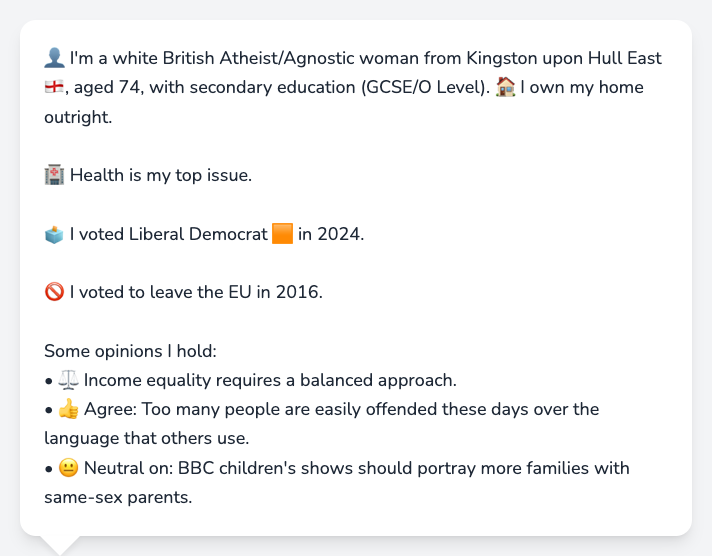 👤 I'm a white British Atheist/Agnostic woman from Kingston upon Hull East
🏴󠁧󠁢󠁥󠁮󠁧󠁿, aged 74, with secondary education (GCSE/O Level). 🏠 I own my home
outright.
🏥 Health is my top issue.
🗳️ I voted Liberal Democrat 🟧 in 2024.
🚫 I voted to leave the EU in 2016.
Some opinions I hold:
• ⚖️ Income equality requires a balanced approach.
• 👍 Agree: Too many people are easily offended these days over the
language that others use.
• 😐 Neutral on: BBC children's shows should portray more families with
same-sex parents.